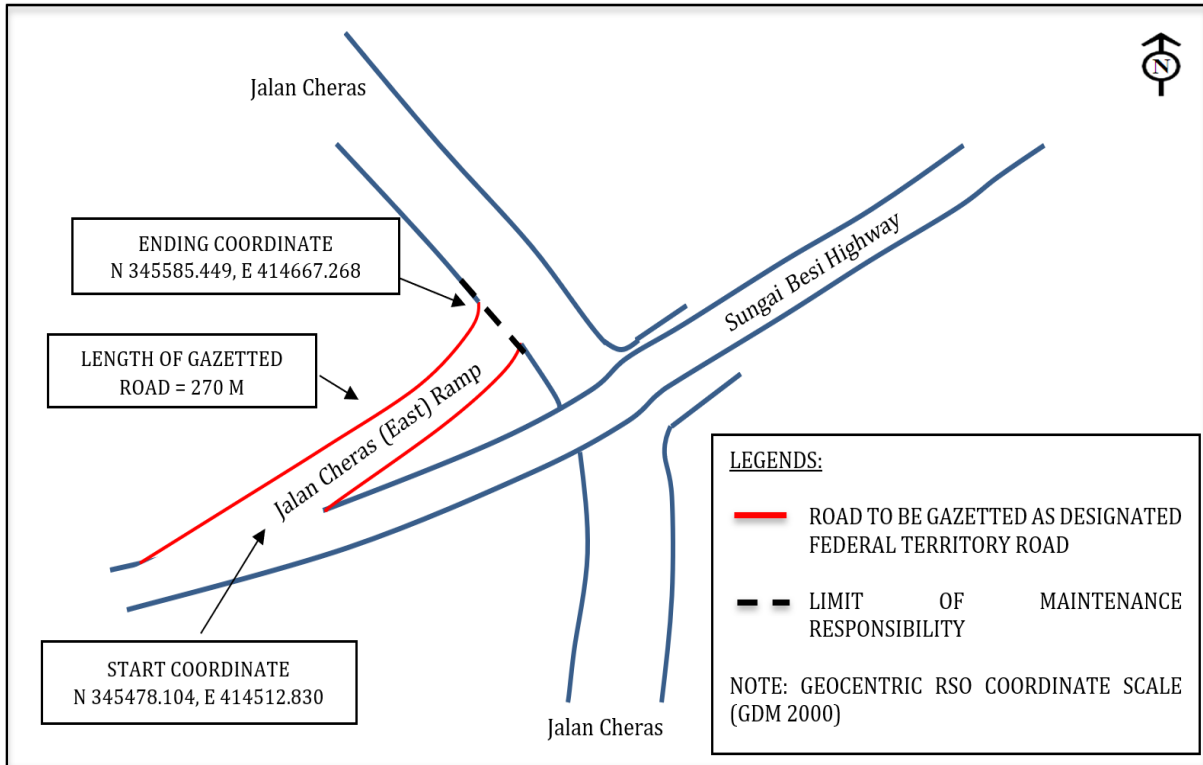 Jalan Cheras
N
ENDING COORDINATE
N 345585.449, E 414667.268
Sungai Besi Highway
LENGTH OF GAZETTED
ROAD = 270 M
Jalan Cheras (East) Ramp
START COORDINATE
N 345478.104, E 414512.830
Jalan Cheras
LEGENDS:
ROAD TO BE GAZETTED AS DESIGNATED
FEDERAL TERRITORY ROAD
LIMIT OF MAINTENANCE
RESPONSIBILITY
NOTE: GEOCENTRIC RSO COORDINATE SCALE
(GDM 2000)